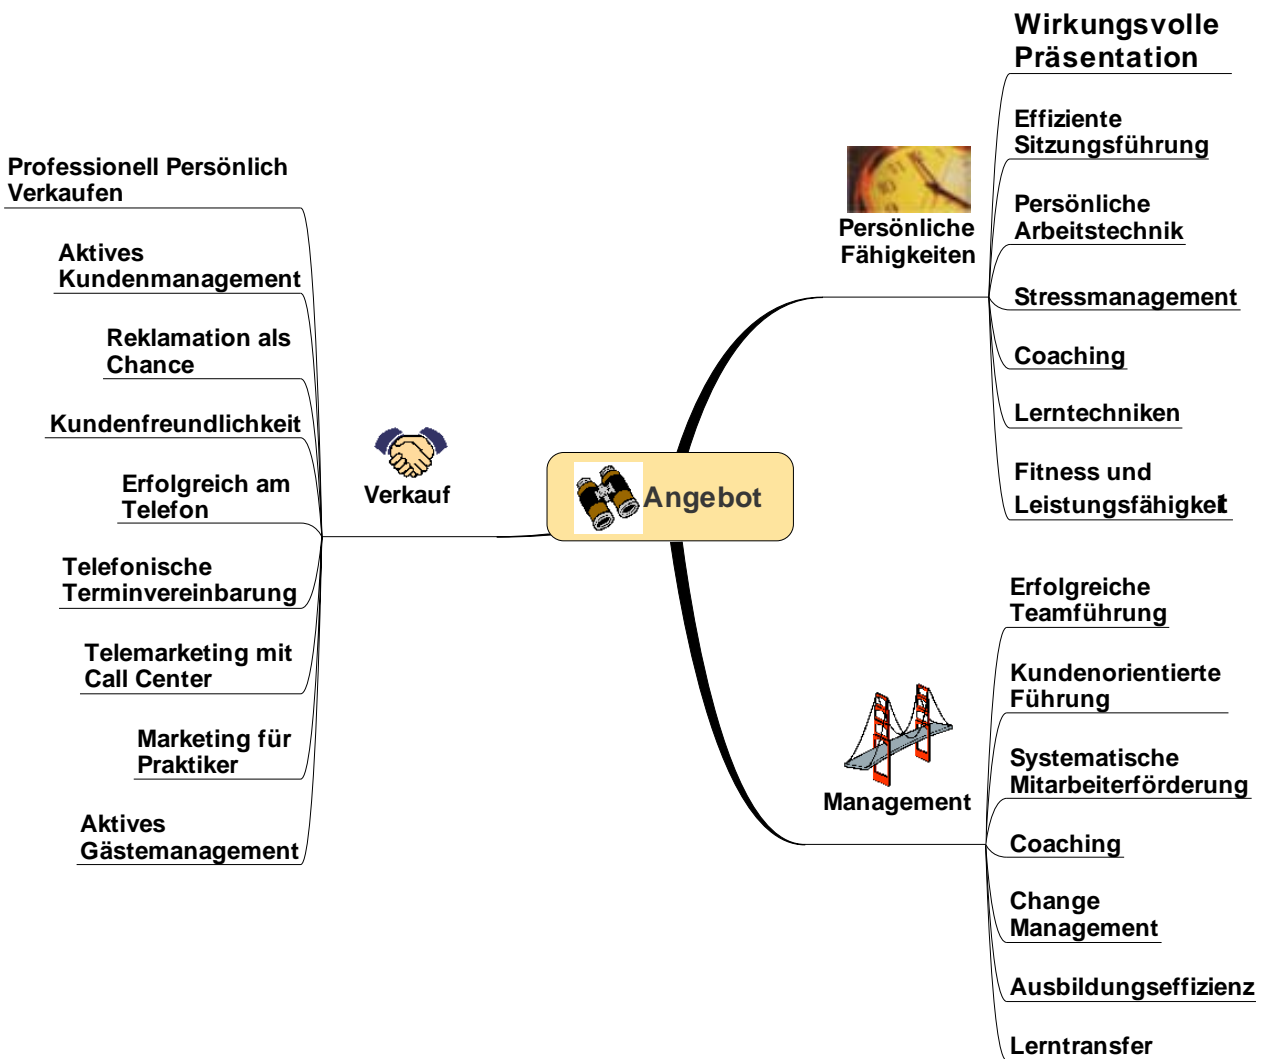 Angebot
Wirkungsvolle
Präsentation
Effiziente
Sitzungsführung
Persönliche
Arbeitstechnik
Stressmanagement
Coaching
Lerntechniken
Fitness und
Leistungsfähigkeit
Persönliche
Fähigkeiten
Erfolgreiche
Teamführung
Kundenorientierte
Führung
Systematische
Mitarbeiterförderung
Coaching
Change
Management
Ausbildungseffizienz
Lerntransfer
Management
Professionell Persönlich
Verkaufen
Aktives
Kundenmanagement
Reklamation als
Chance
Kundenfreundlichkeit
Erfolgreich am
Telefon
Telefonische
Terminvereinbarung
Telemarketing mit
Call Center
Marketing für
Praktiker
Aktives
Gästemanagement
Verkauf